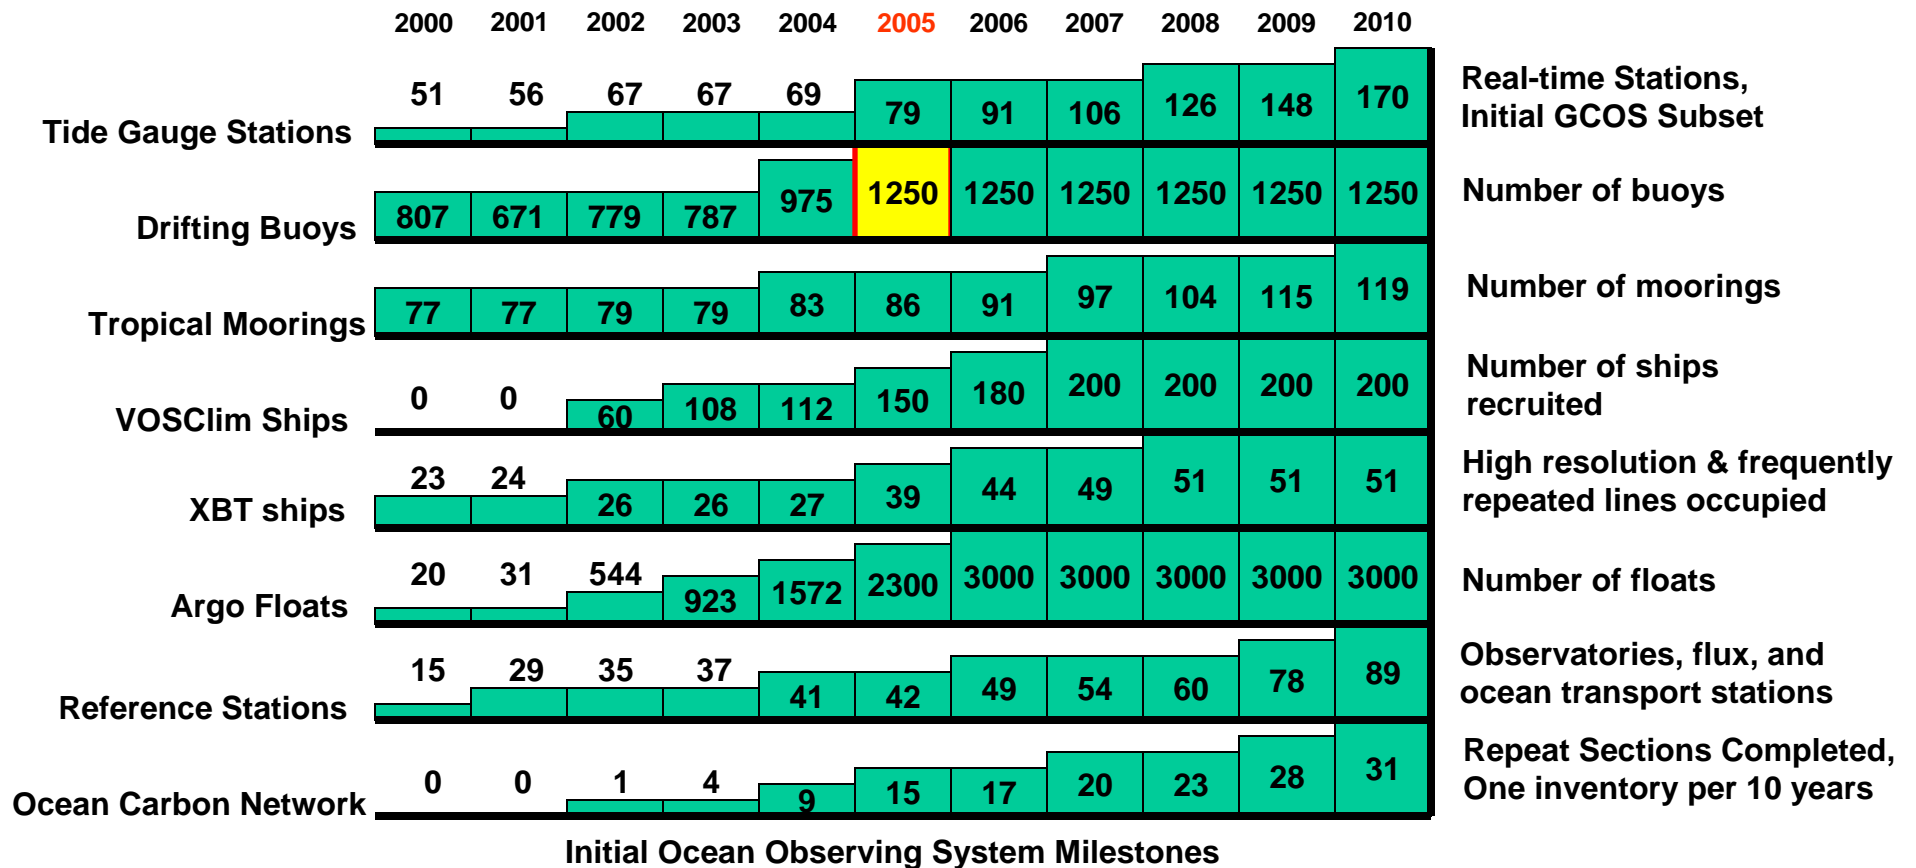 2000 2001 2002 2003 2004 2005 2006 2007 2008 2009 2010
Tide Gauge Stations 51 56 67 67 69 79 91 106 126 148 170 Real-time Stations,
Initial GCOS Subset
Drifting Buoys 807 671 779 787 975 1250 1250 1250 1250 1250 1250 Number of buoys
Tropical Moorings 77 77 79 79 83 86 91 97 104 115 119 Number of moorings
VOSClim Ships 0 0 60 108 112 150 180 200 200 200 200 Number of ships
recruited
XBT ships 23 24 26 26 27 39 44 49 51 51 51 High resolution & frequently
repeated lines occupied
Argo Floats 20 31 544 923 1572 2300 3000 3000 3000 3000 3000 Number of floats
Reference Stations 15 29 35 37 41 42 49 54 60 78 89 Observatories, flux, and
ocean transport stations
Ocean Carbon Network 0 0 1 4 9 15 17 20 23 28 31 Repeat Sections Completed,
One inventory per 10 years
Initial Ocean Observing System Milestones